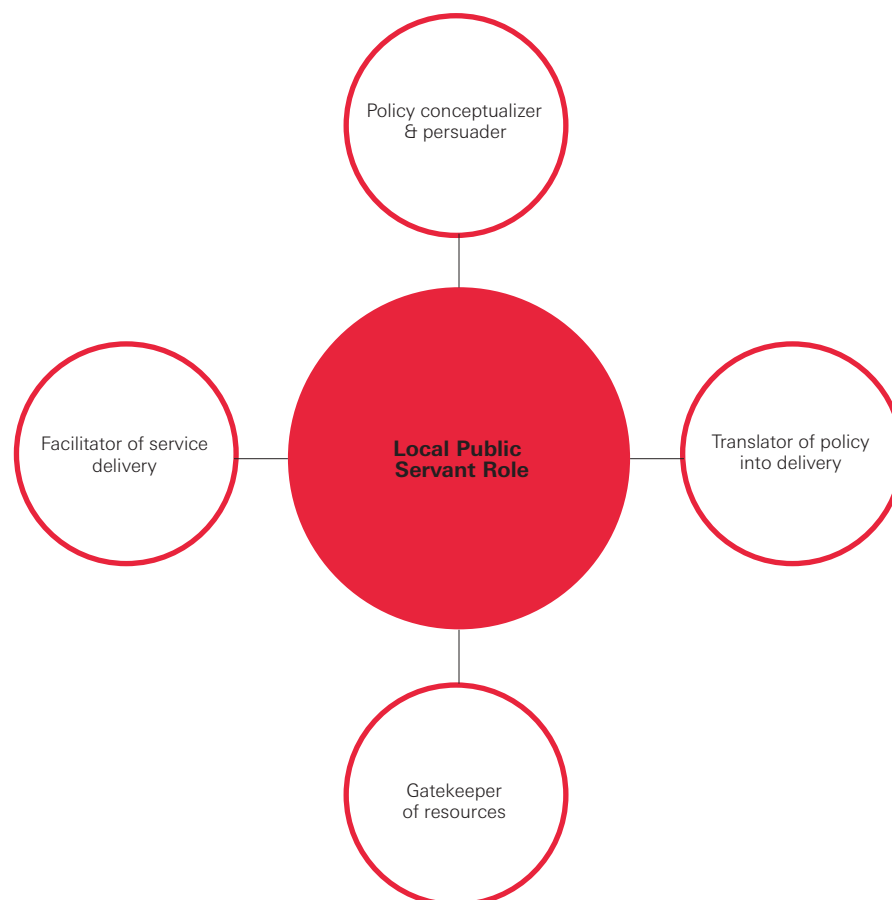 Policy conceptualizer
& persuader
Facilitator of service
delivery
Local Public
Servant Role
Translator of policy
into delivery
Gatekeeper
of resources